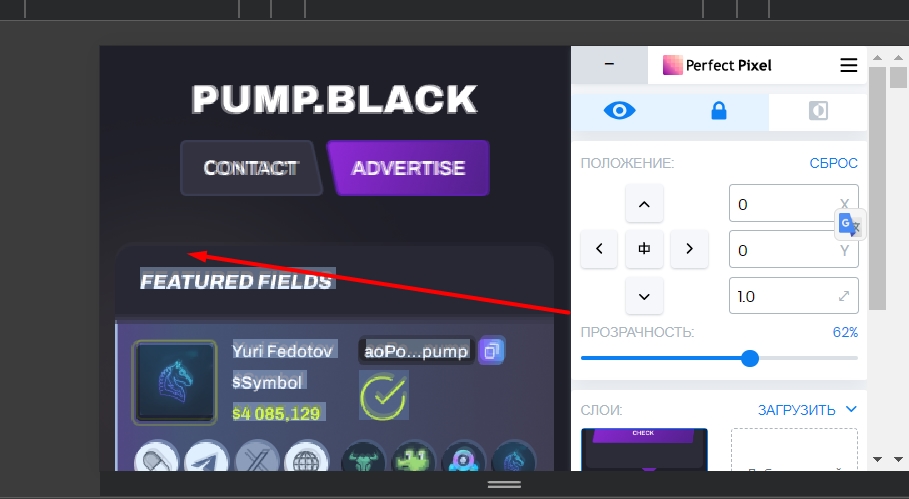 PUMP.BLACK
CONTACT
ADVERTISE
FEATURED FIELDS
Yuri Fedotov
aoPo...pump
$Symbol
$4 085,129
Perfect Pixel
ПОЛОЖЕНИЕ:
СБРОС
0
X
0
Y
1.0
ПРОЗРАЧНОСТЬ:
62%
СЛОИ:
ЗАГРУЗИТЬ
CHECK